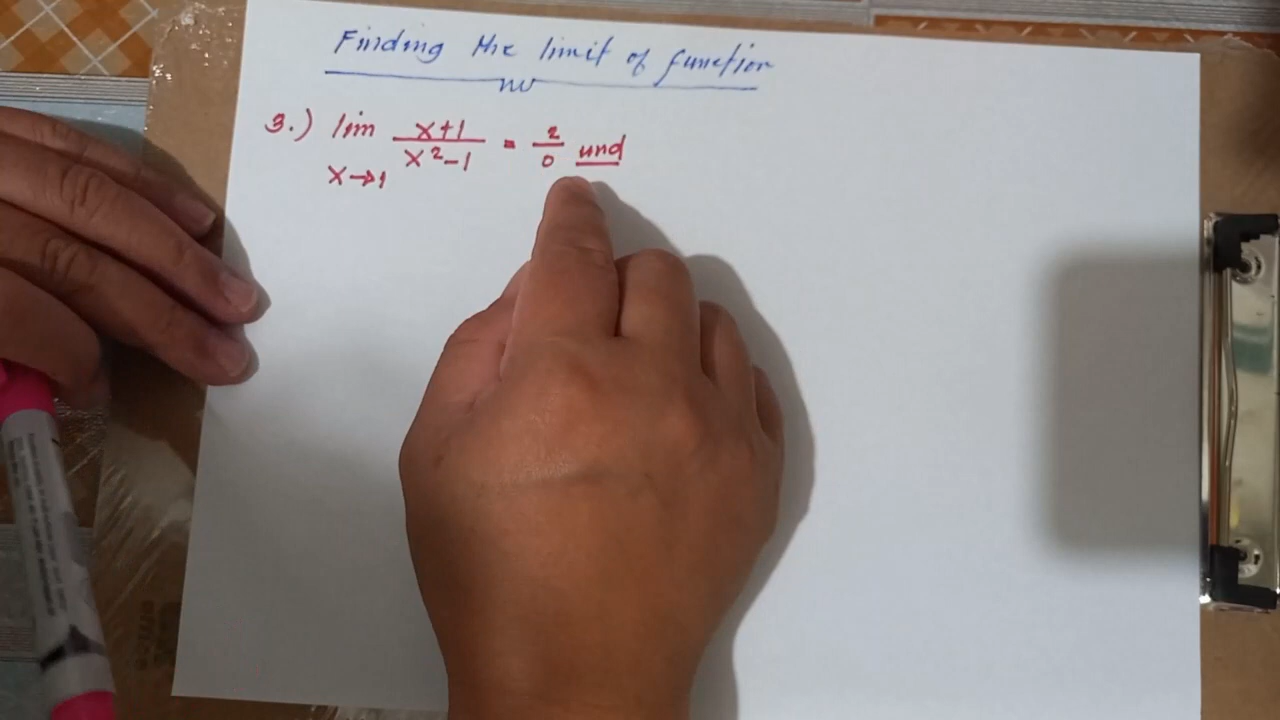 Finding the limit of function
3.) lim x→1 x+1/x²-1 = 2/0 und